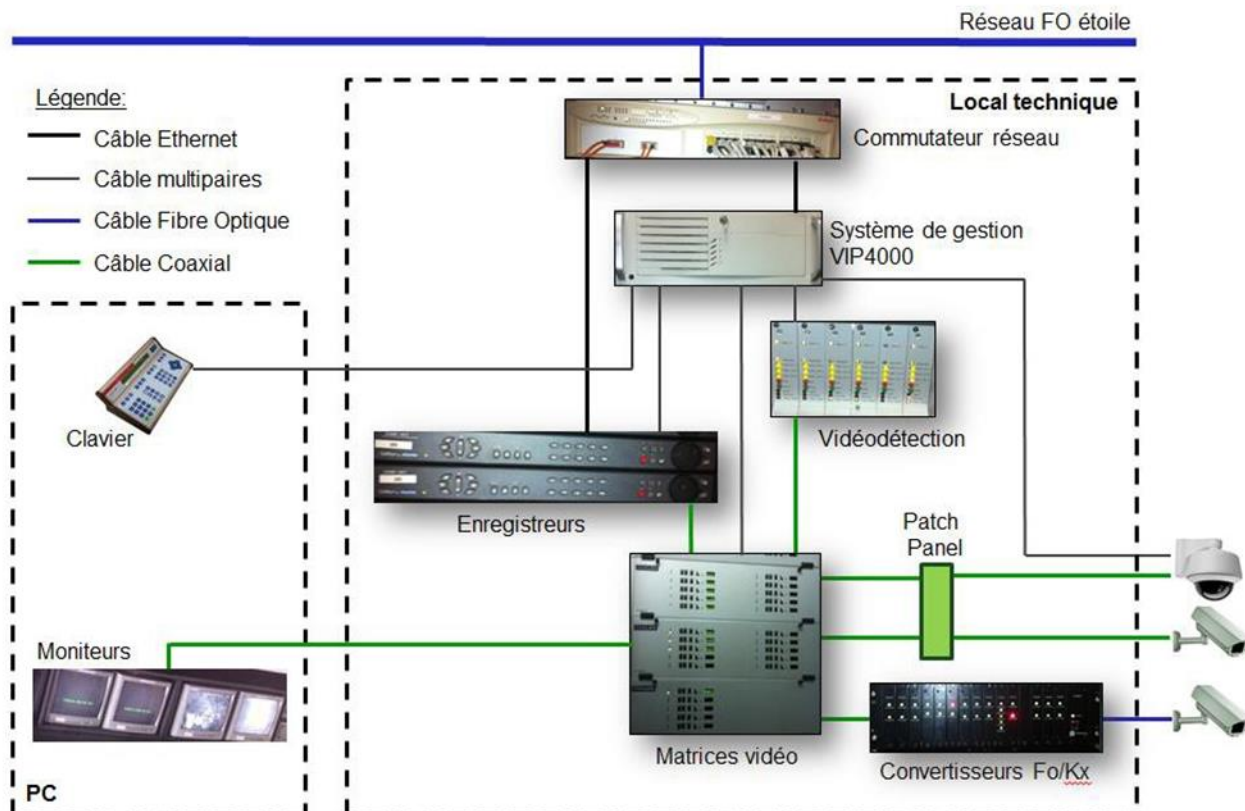 Réseau FO étoile
Légende:
Câble Ethernet
Câble multipaires
Câble Fibre Optique
Câble Coaxial
Local technique
Commutateur réseau
Système de gestion
VIP4000
Clavier
Vidéodétection
Enregistreurs
Patch
Panel
Moniteurs
Matrices vidéo
Convertisseurs Fo/Kx
PC